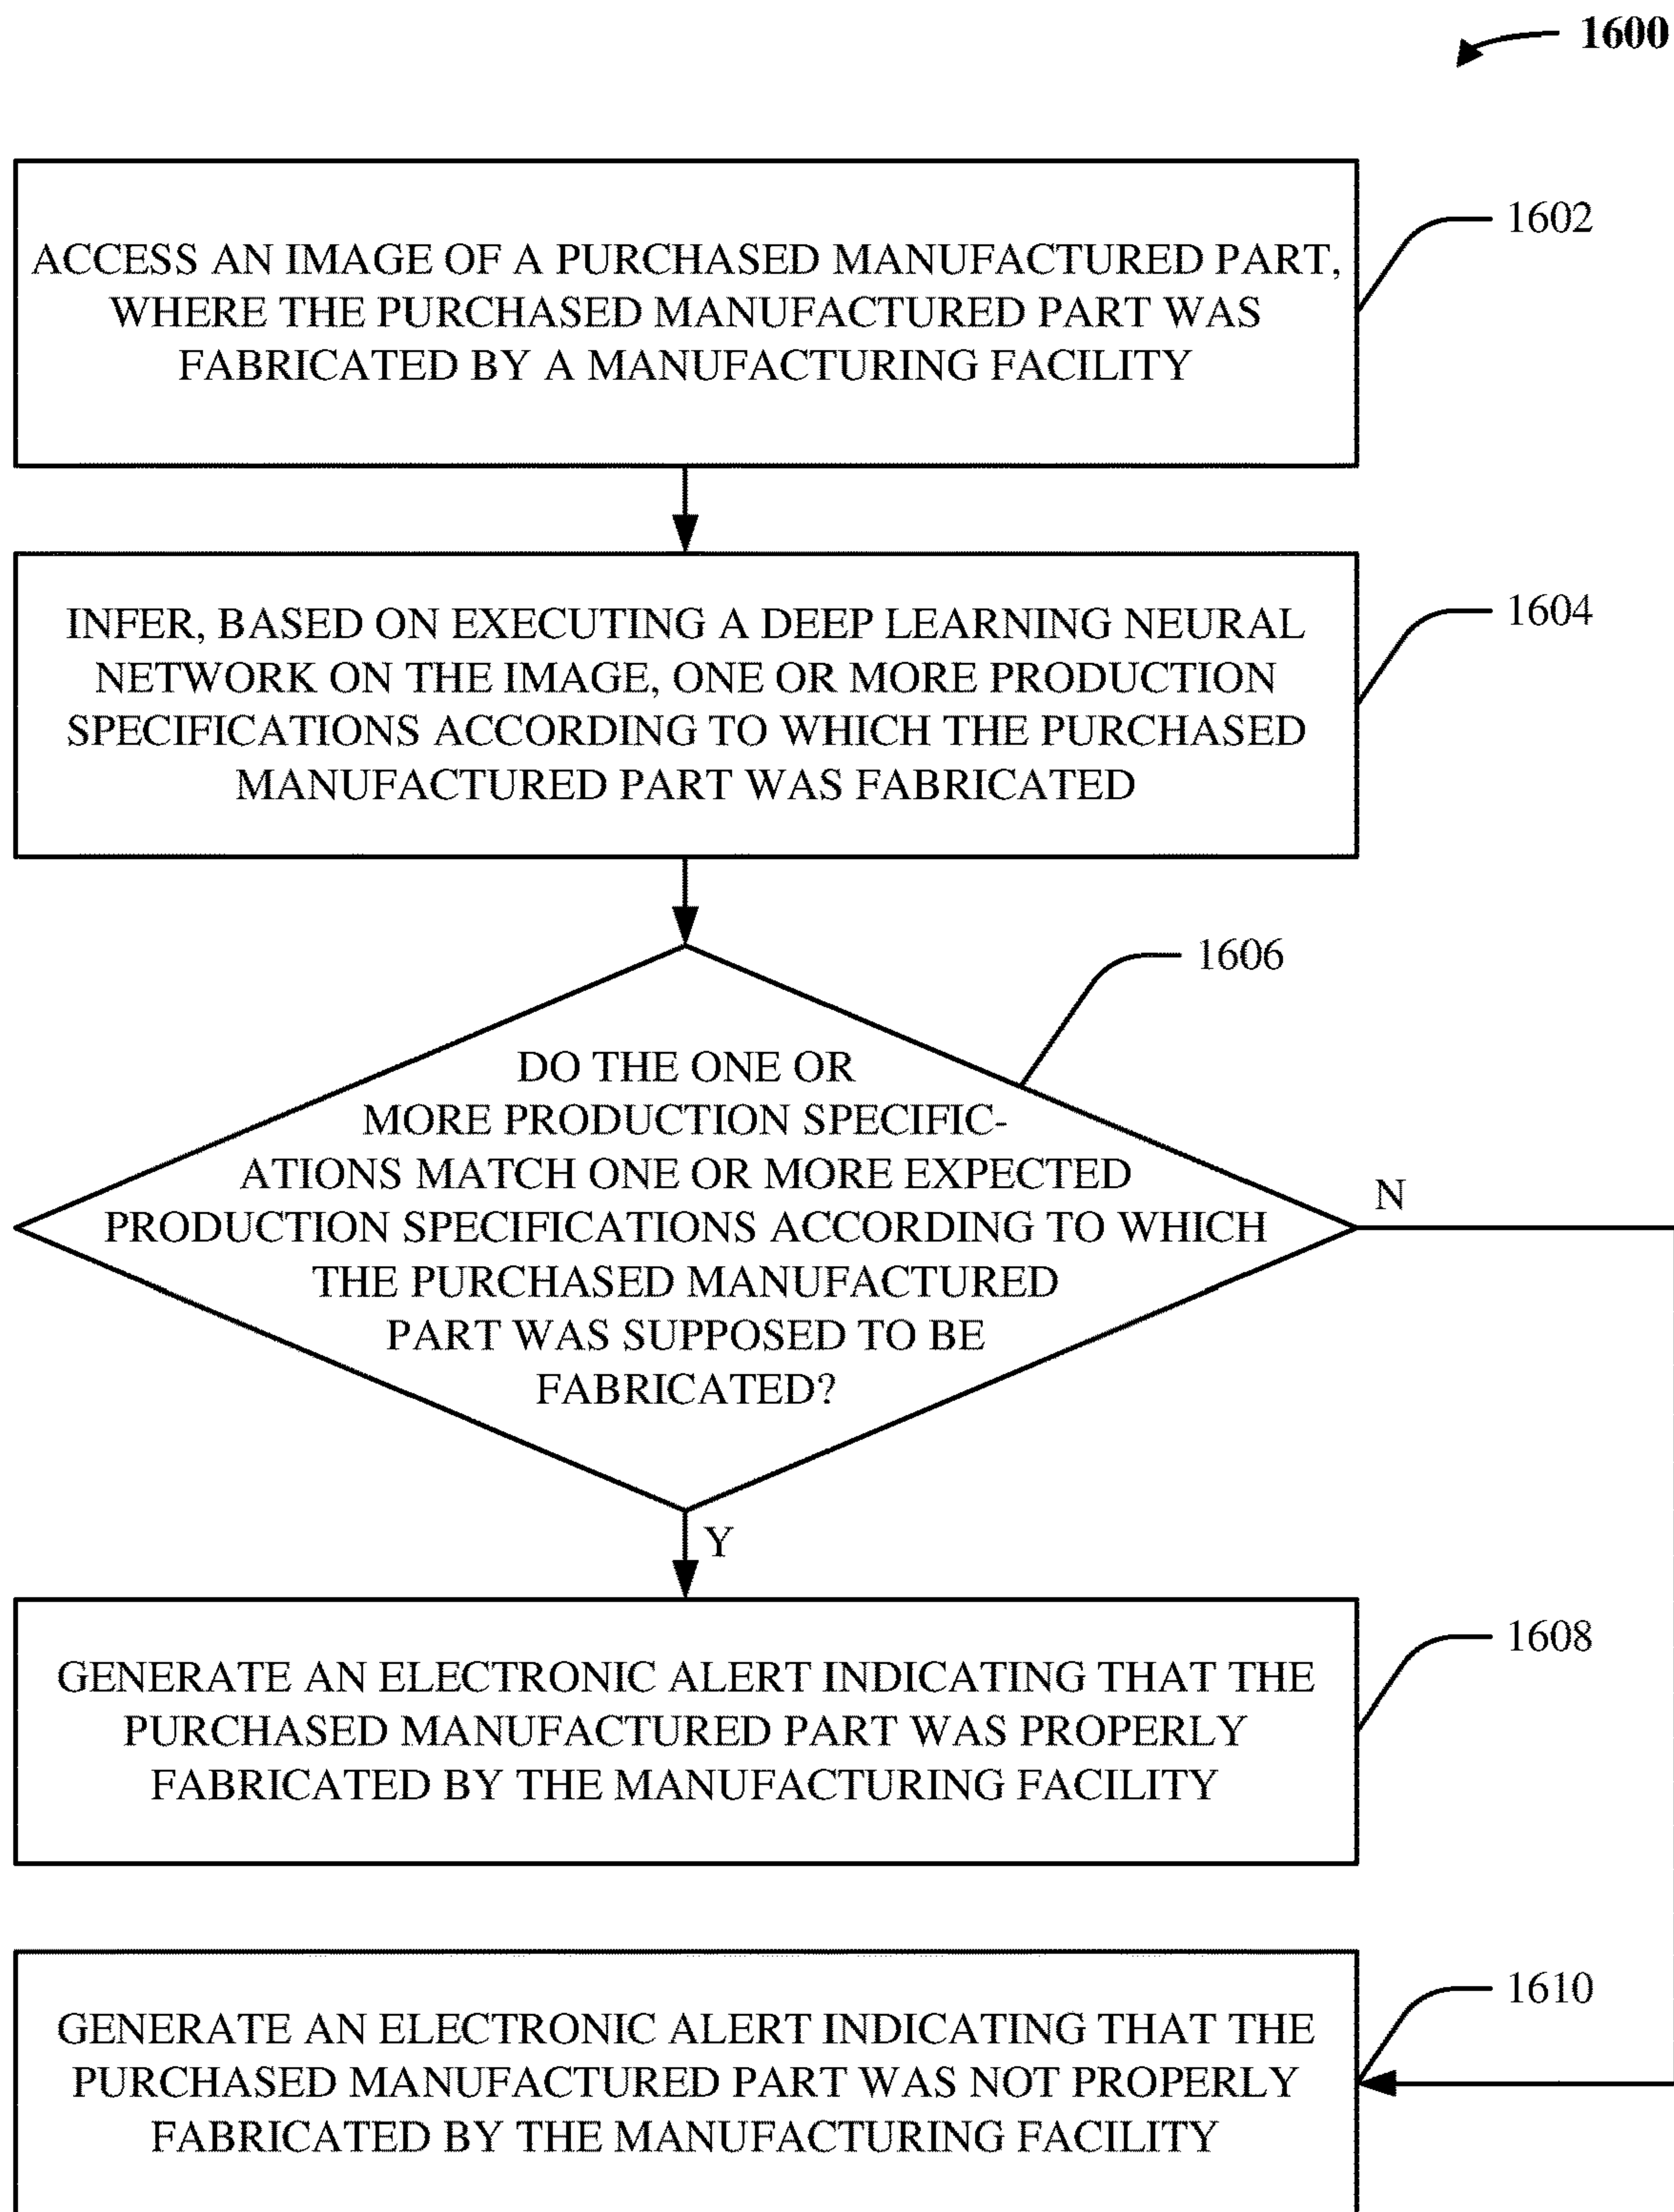 1600
ACCESS AN IMAGE OF A PURCHASED MANUFACTURED PART,
WHERE THE PURCHASED MANUFACTURED PART WAS
FABRICATED BY A MANUFACTURING FACILITY
1602
INFER, BASED ON EXECUTING A DEEP LEARNING NEURAL
NETWORK ON THE IMAGE, ONE OR MORE PRODUCTION
SPECIFICATIONS ACCORDING TO WHICH THE PURCHASED
MANUFACTURED PART WAS FABRICATED
1604
1606
DO THE ONE OR
MORE PRODUCTION SPECIFIC-
ATIONS MATCH ONE OR MORE EXPECTED
PRODUCTION SPECIFICATIONS ACCORDING TO WHICH
THE PURCHASED MANUFACTURED
PART WAS SUPPOSED TO BE
FABRICATED?
N
Y
GENERATE AN ELECTRONIC ALERT INDICATING THAT THE
PURCHASED MANUFACTURED PART WAS PROPERLY
FABRICATED BY THE MANUFACTURING FACILITY
1608
GENERATE AN ELECTRONIC ALERT INDICATING THAT THE
PURCHASED MANUFACTURED PART WAS NOT PROPERLY
FABRICATED BY THE MANUFACTURING FACILITY
1610